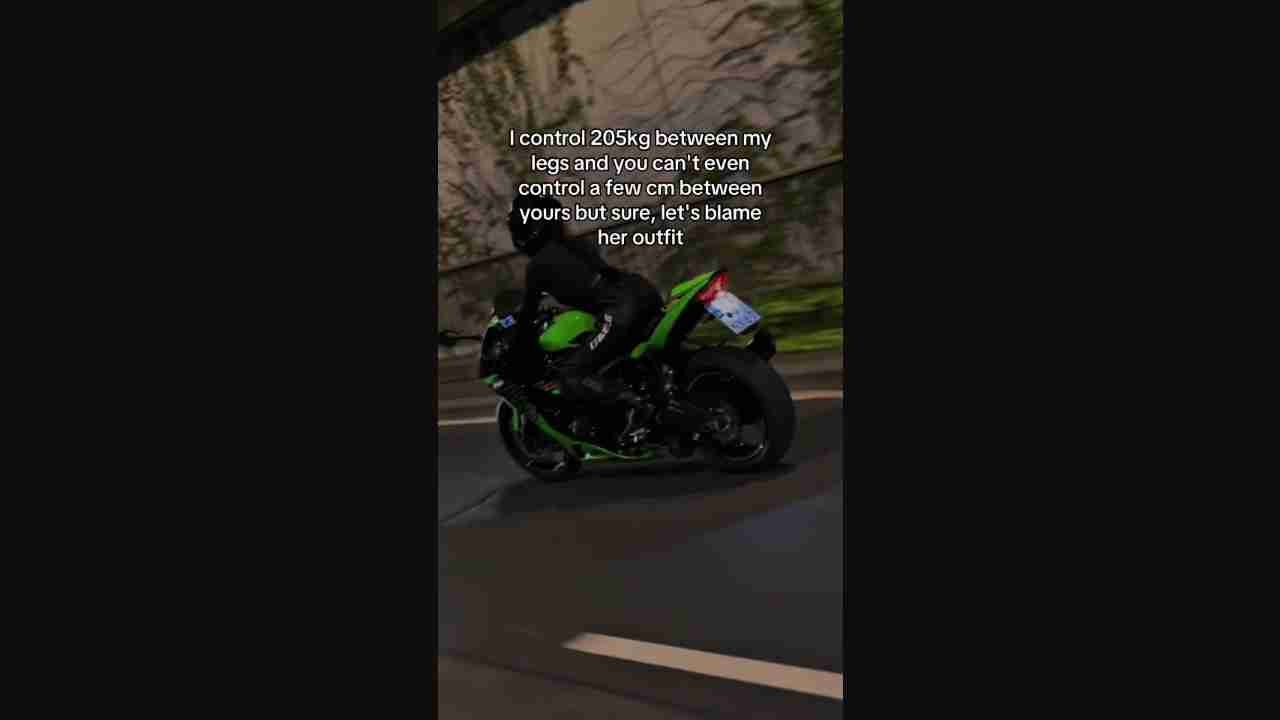 I control 205kg between my
legs and you can't even
control a few cm between
yours but sure, let's blame
her outfit